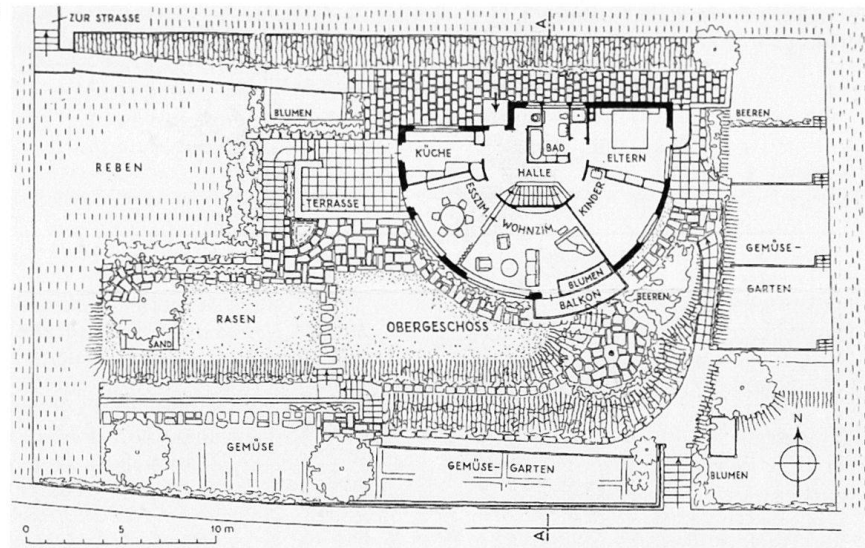 ZUR STRASSE
A
BLUMEN
BEEREN
REBEN
KÜCHE
BAD
ELTERN
HALLE
TERRASSE
ESSZIM.
KINDER
WOHNZIM.
GEMÜSE-
GARTEN
BLUMEN
BALKON
BEEREN
RASEN
OBERGESCHOSS
SAND
N
GEMÜSE
GEMÜSE- GARTEN
BLUMEN
0 5 10 m
A